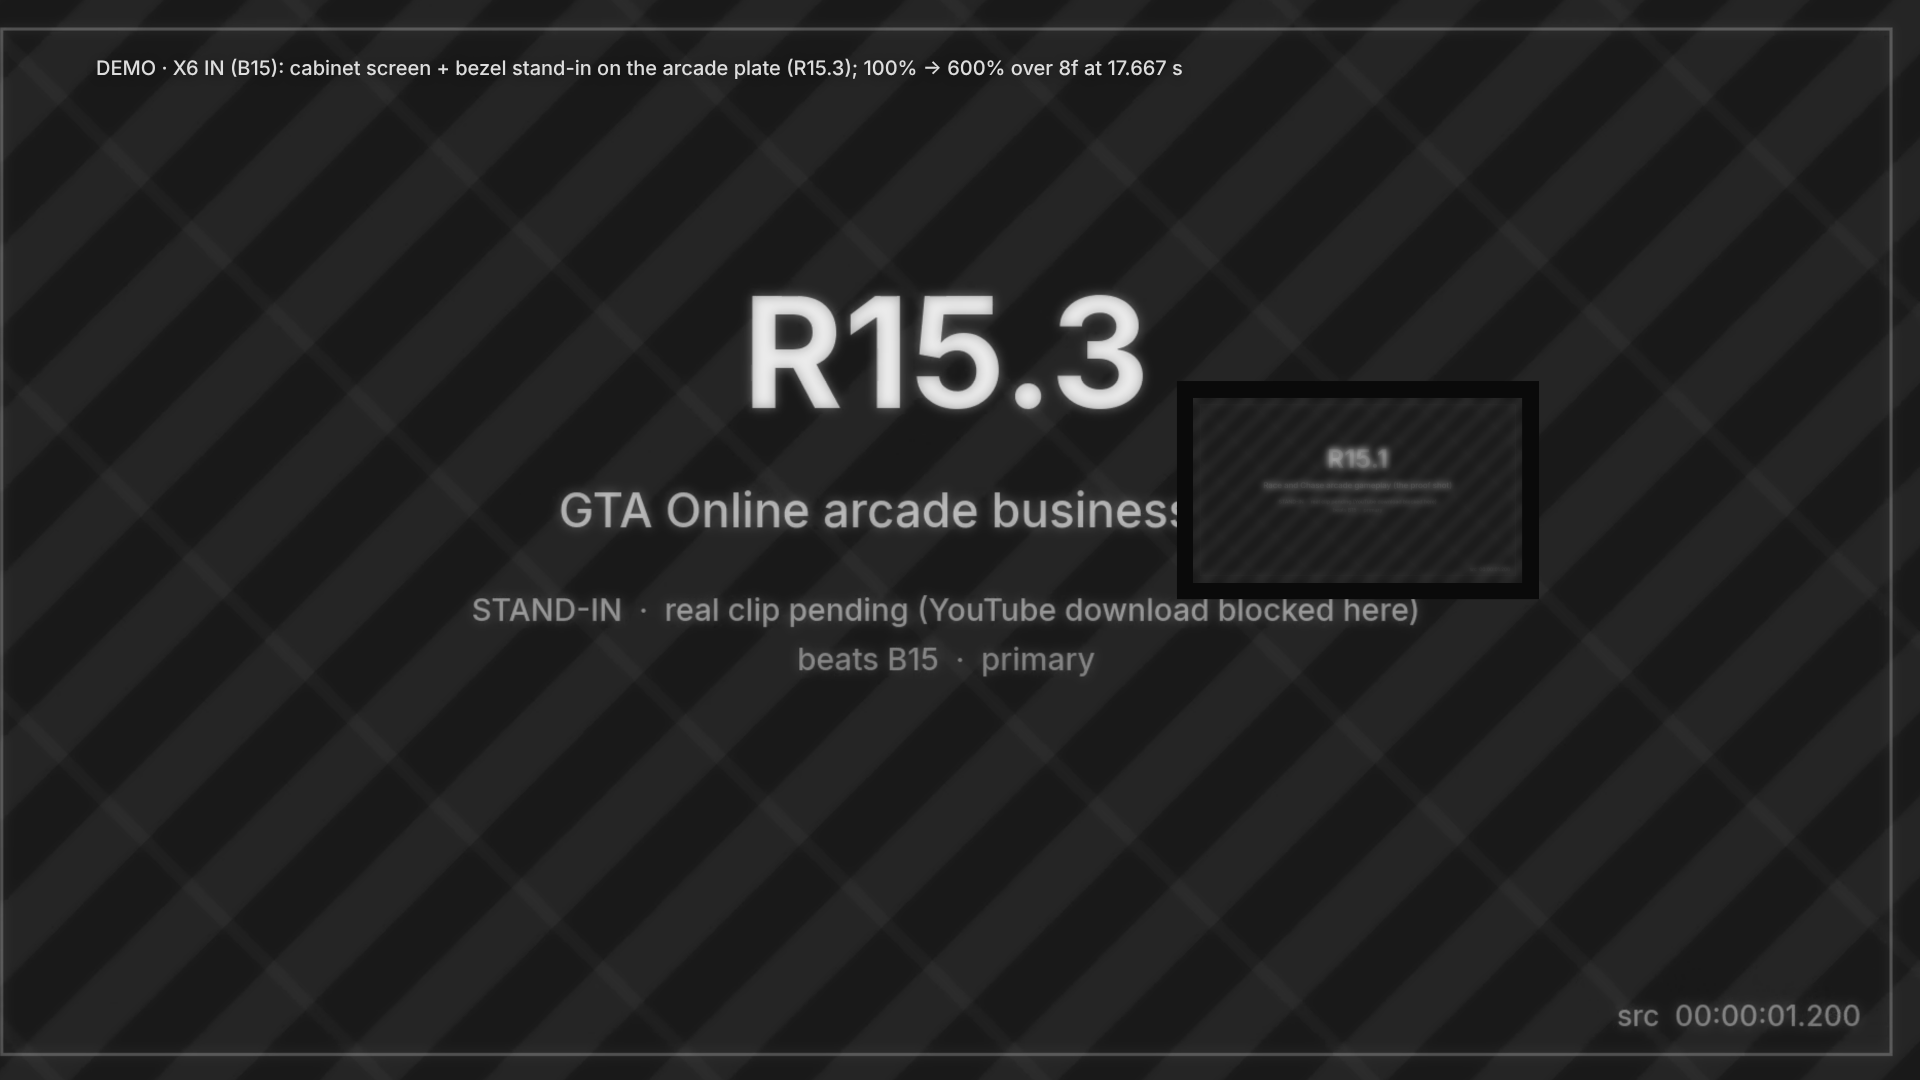 DEMO · X6 IN (B15): cabinet screen + bezel stand-in on the arcade plate (R15.3); 100% → 600% over 8f at 17.667 s
R15.3
GTA Online arcade business
R15.1
STAND-IN · real clip pending (YouTube download blocked here)
beats B15 · primary
src 00:00:01.200